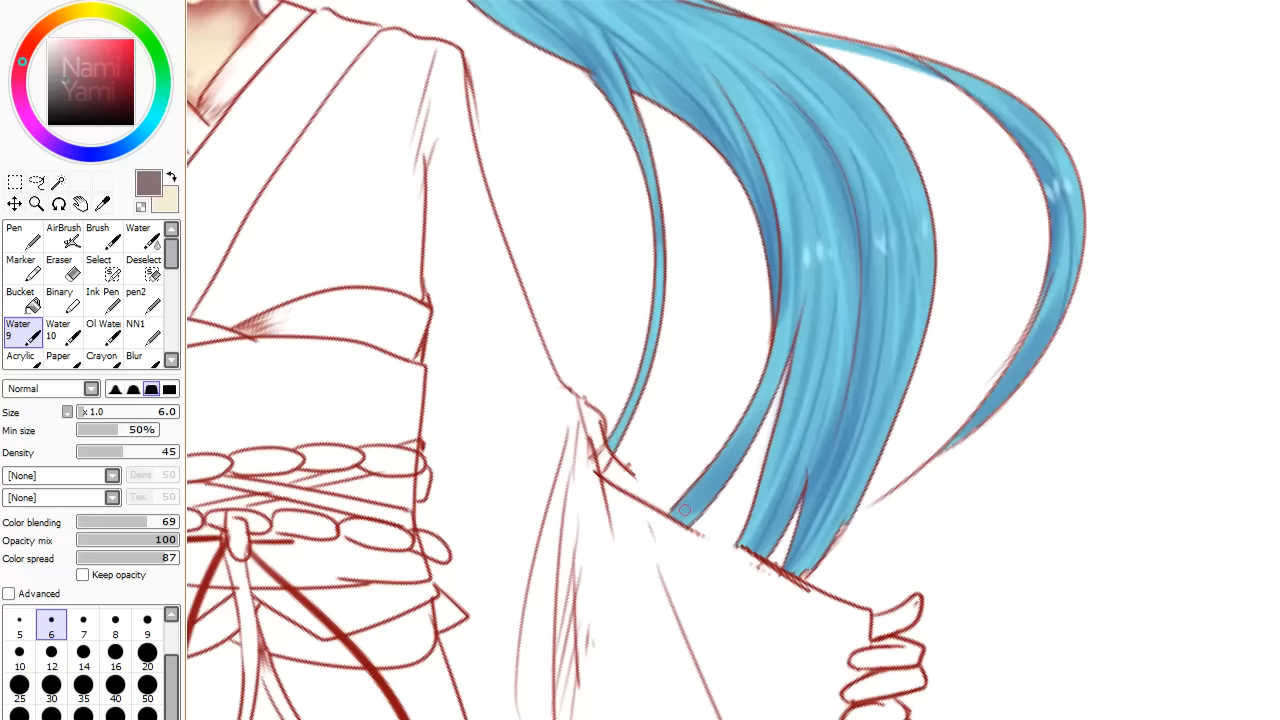 Nami
Yami
Pen AirBrush Brush Water
Marker Eraser Select Deselect
Bucket Binary Ink Pen pen2
Water 9 Water 10 Ol Wate NN1
Acrylic Paper Crayon Blur
Normal
Size x 1.0 6.0
Min size 50%
Density 45
[None] Dens 50
[None] Tex. 50
Color blending 69
Opacity mix 100
Color spread 87
Keep opacity
Advanced
5 6 7 8 9
10 12 14 16 20
25 30 35 40 50